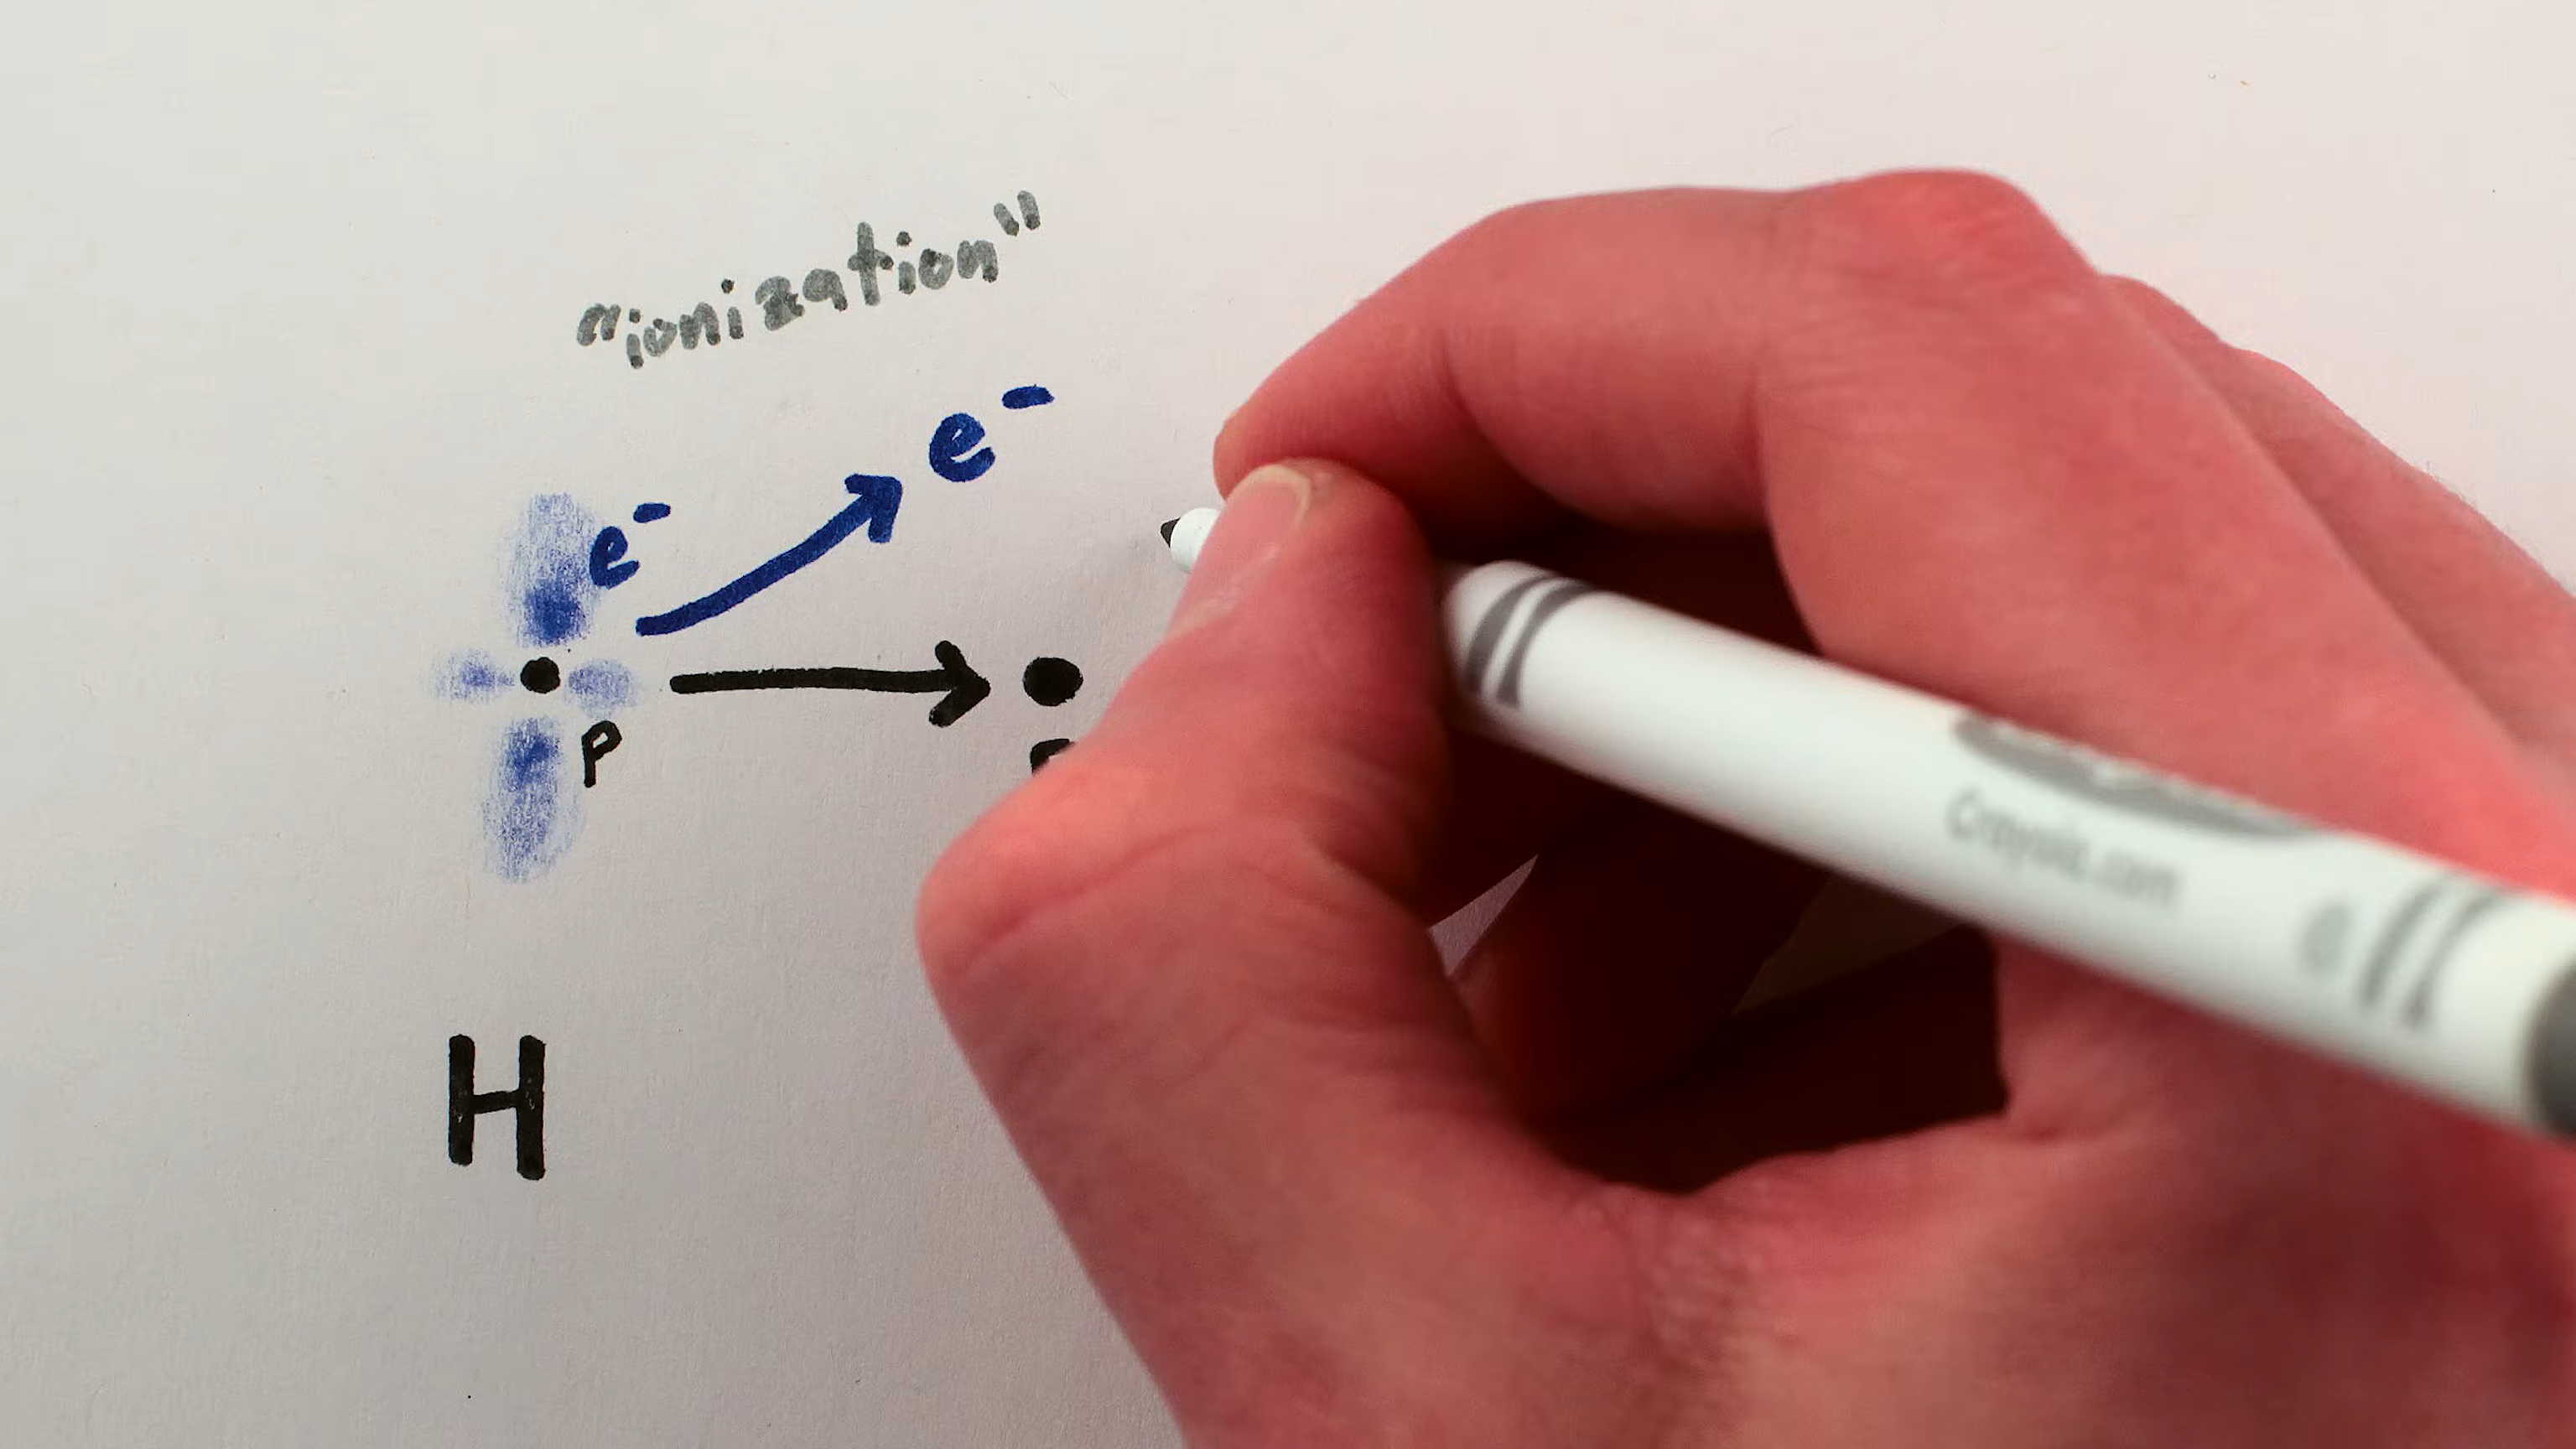 "ionization"
e⁻
e⁻
p
H
Crayola.com